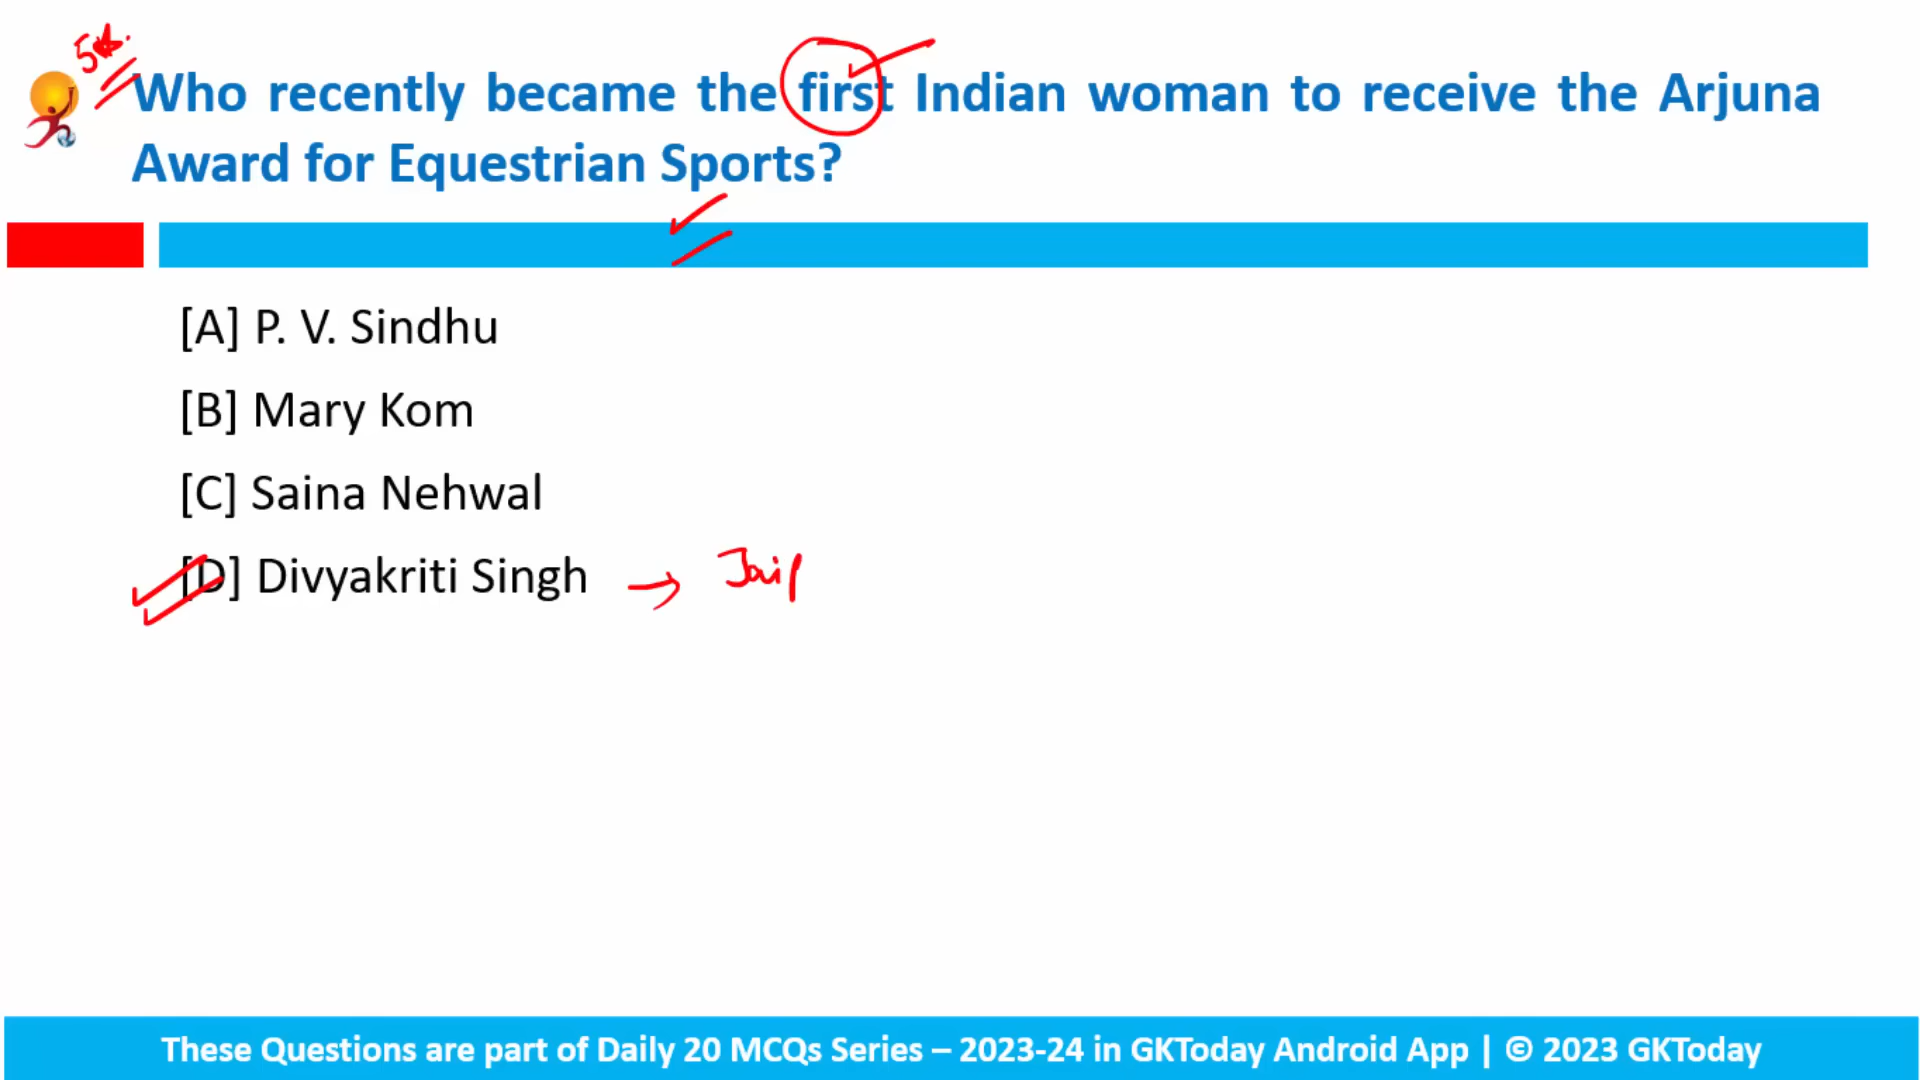 5★.
Who recently became the first Indian woman to receive the Arjuna
Award for Equestrian Sports?
[A] P. V. Sindhu
[B] Mary Kom
[C] Saina Nehwal
[D] Divyakriti Singh → Jaip
These Questions are part of Daily 20 MCQs Series – 2023-24 in GKToday Android App | © 2023 GKToday